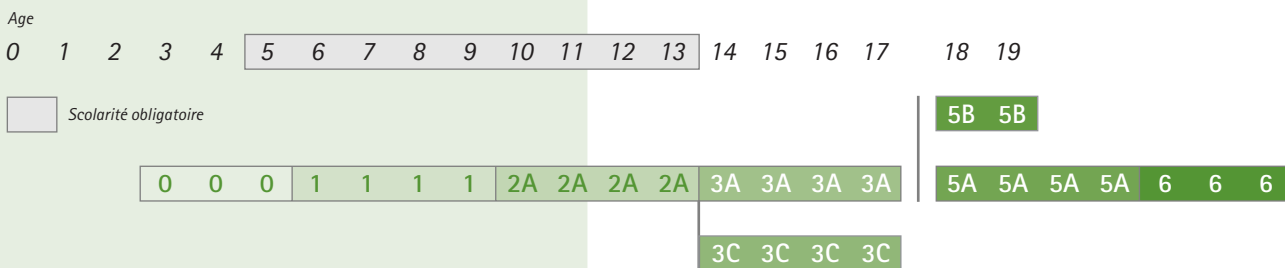 Age
0 1 2 3 4 5 6 7 8 9 10 11 12 13 14 15 16 17 18 19
Scolarité obligatoire
5B 5B
0 0 0 1 1 1 1 2A 2A 2A 2A 3A 3A 3A 3A 5A 5A 5A 5A 6 6 6
3C 3C 3C 3C